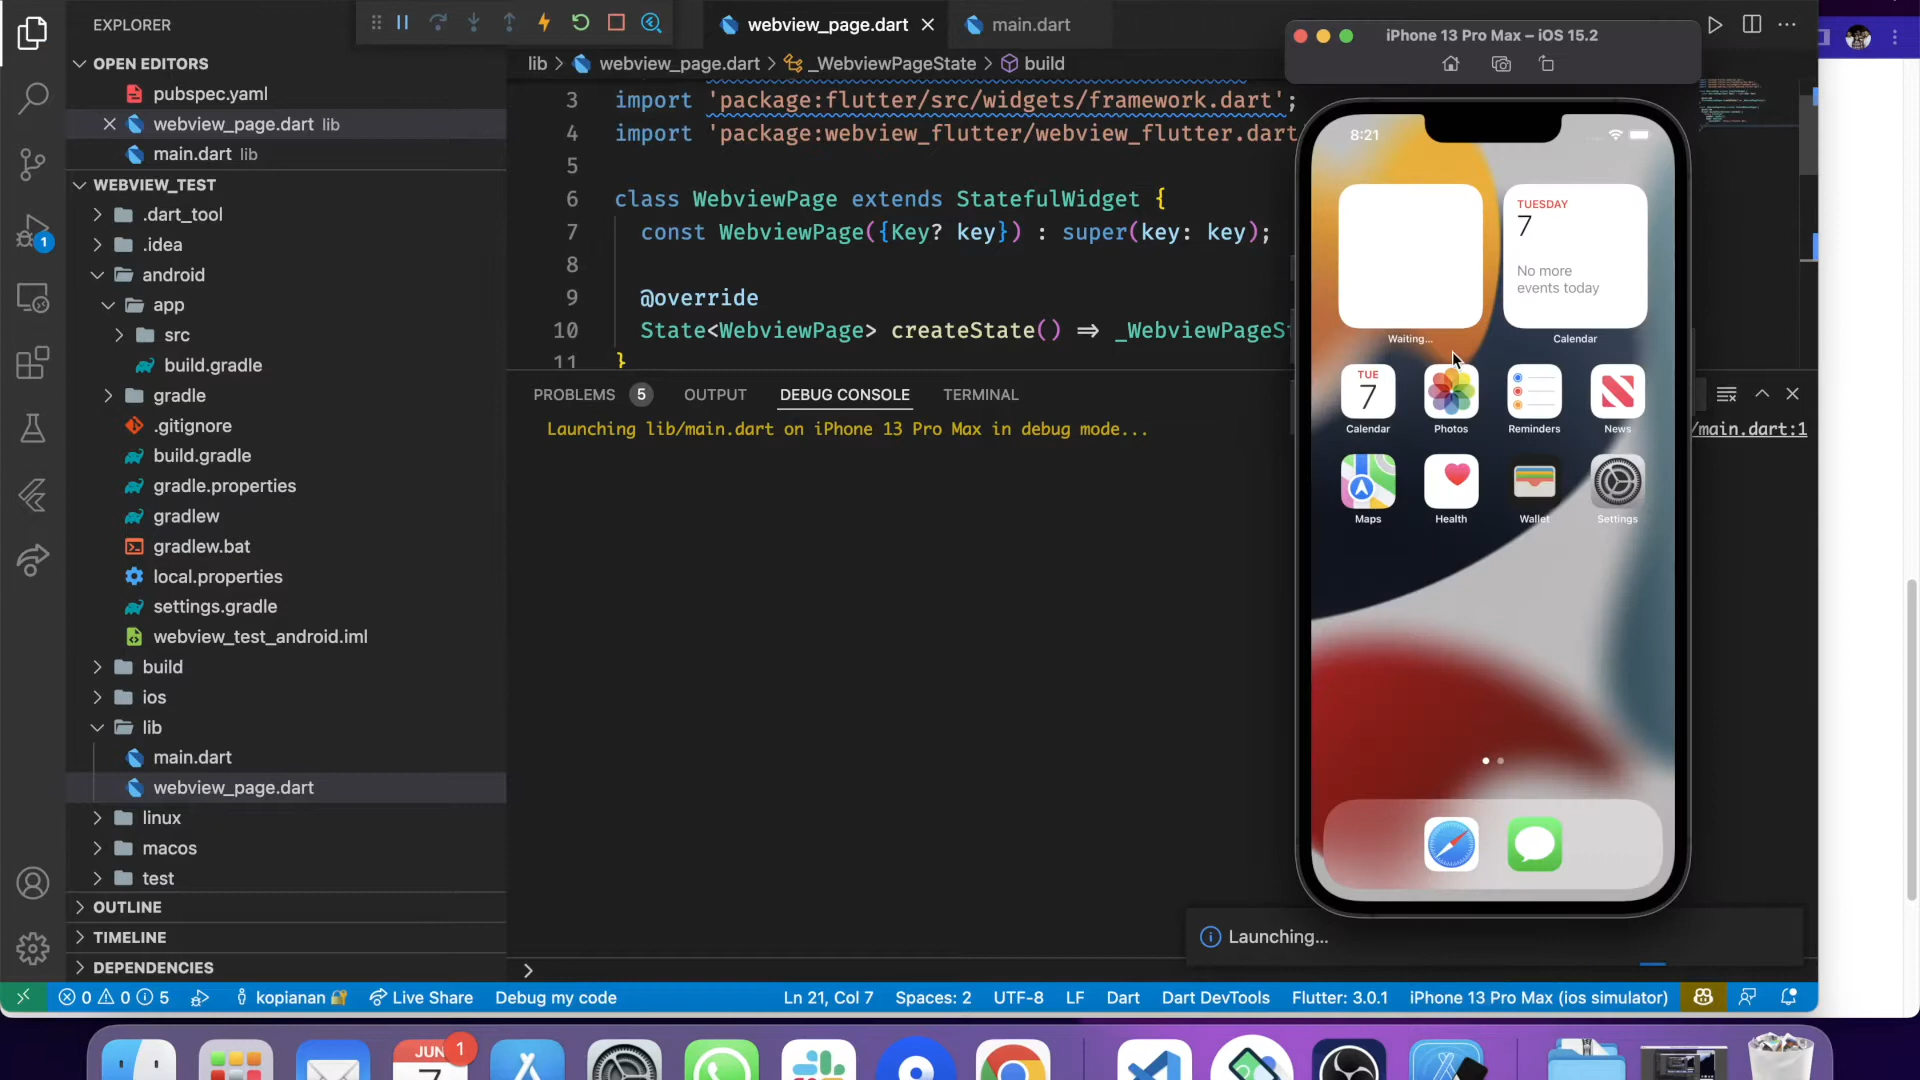 EXPLORER
OPEN EDITORS
pubspec.yaml
webview_page.dart lib
main.dart lib
WEBVIEW_TEST
.dart_tool
.idea
android
app
src
build.gradle
gradle
.gitignore
build.gradle
gradle.properties
gradlew
gradlew.bat
local.properties
settings.gradle
webview_test_android.iml
build
ios
lib
main.dart
webview_page.dart
linux
macos
test
OUTLINE
TIMELINE
DEPENDENCIES
1
webview_page.dart
main.dart
lib > webview_page.dart > _WebviewPageState > build
3 import 'package:flutter/src/widgets/framework.dart';
4 import 'package:webview_flutter/webview_flutter.dart
5
6 class WebviewPage extends StatefulWidget {
7 const WebviewPage({Key? key}) : super(key: key);
8
9 @override
10 State<WebviewPage> createState() => _WebviewPageS
11 }
PROBLEMS 5 OUTPUT DEBUG CONSOLE TERMINAL
Launching lib/main.dart on iPhone 13 Pro Max in debug mode...
/main.dart:1
iPhone 13 Pro Max – iOS 15.2
8:21
TUESDAY
7
No more
events today
Waiting...
Calendar
TUE
7
Calendar
Photos
Reminders
News
Maps
Health
Wallet
Settings
Launching...
0 0 5 kopianan Live Share Debug my code Ln 21, Col 7 Spaces: 2 UTF-8 LF Dart Dart DevTools Flutter: 3.0.1 iPhone 13 Pro Max (ios simulator)
JUN
1
7